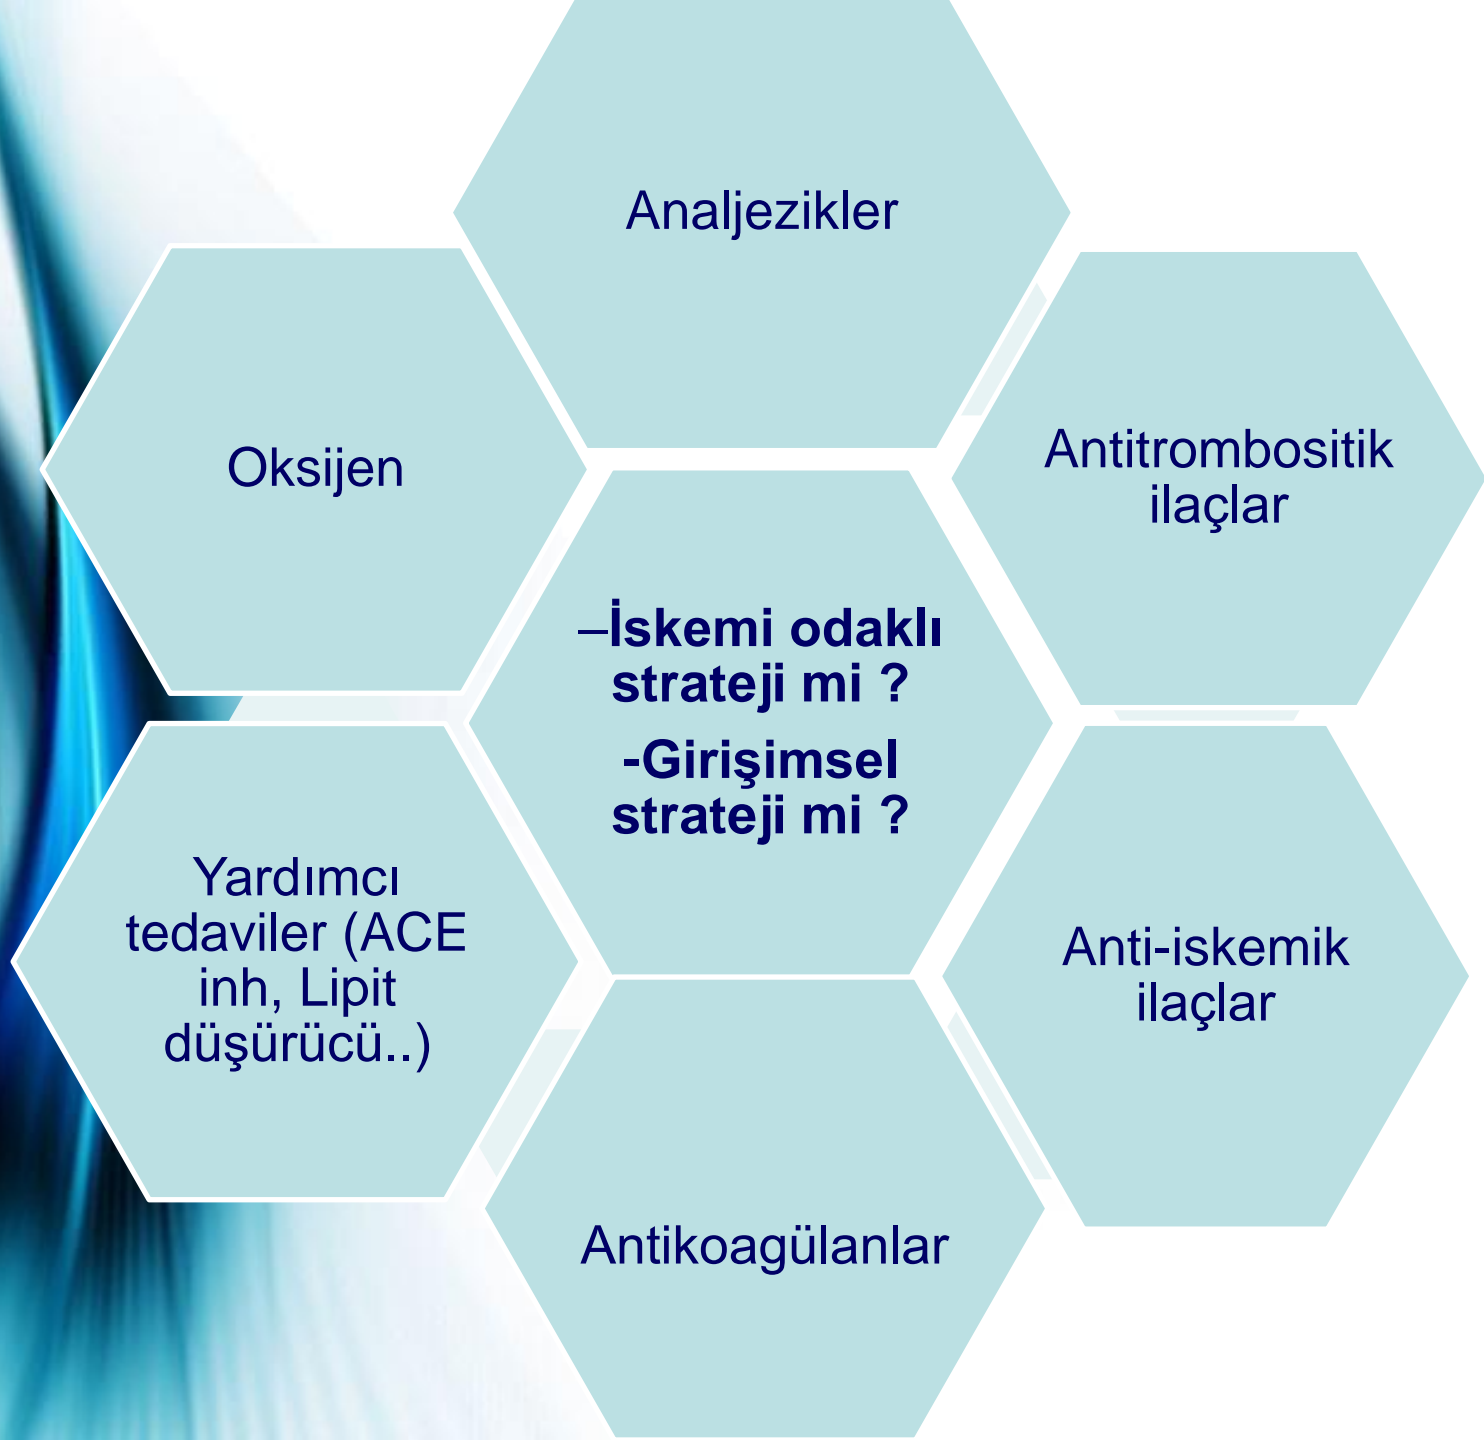 Analjezikler
Oksijen
Antitrombositik
ilaçlar
–İskemi odaklı
strateji mi ?
-Girişimsel
strateji mi ?
Yardımcı
tedaviler (ACE
inh, Lipit
düşürücü..)
Anti-iskemik
ilaçlar
Antikoagülanlar